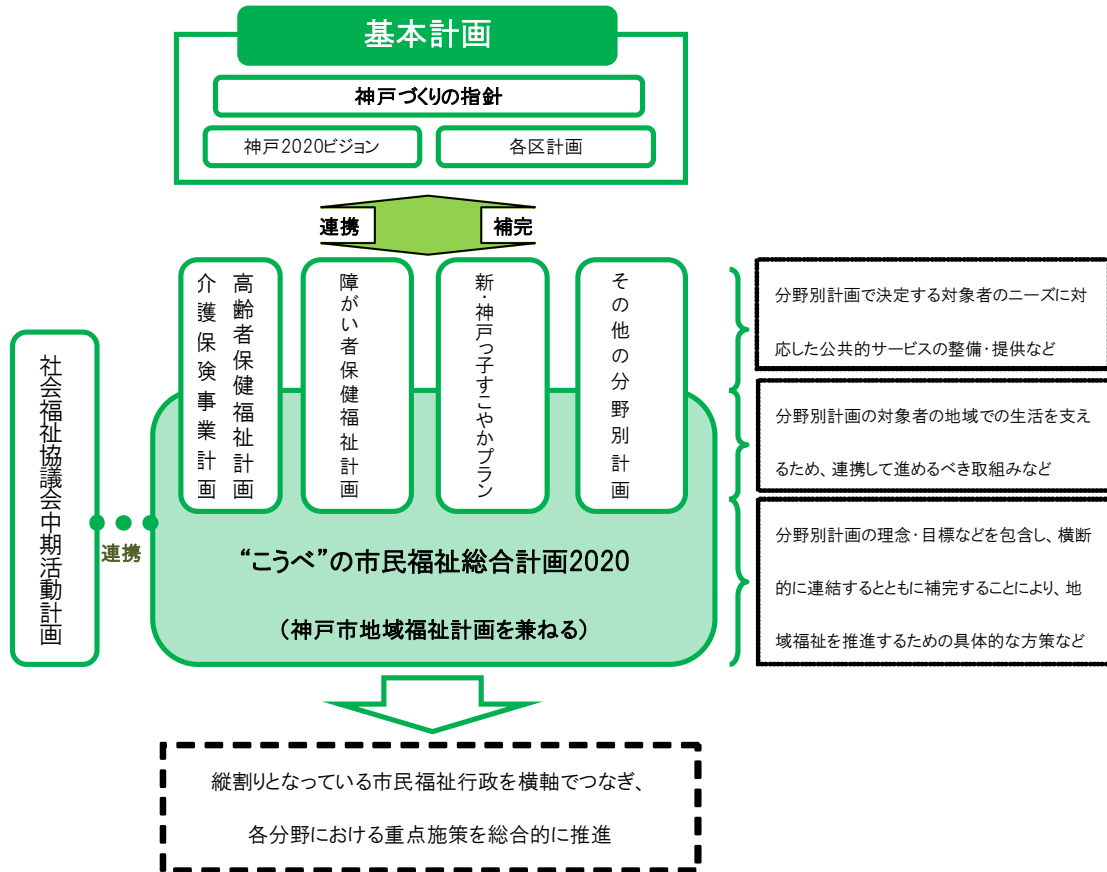 基本計画
神戸づくりの指針
神戸2020ビジョン
各区計画
連携
補完
高齢者保健福祉計画
介護保険事業計画
障がい者保健福祉計画
新・神戸っ子すこやかプラン
その他の分野別計画
分野別計画で決定する対象者のニーズに対
応した公共的サービスの整備・提供など
分野別計画の対象者の地域での生活を支え
るため、連携して進めるべき取組みなど
分野別計画の理念・目標などを包含し、横断
的に連結するとともに補完することにより、地
域福祉を推進するための具体的な方策など
社会福祉協議会中期活動計画
連携
“こうべ”の市民福祉総合計画2020
（神戸市地域福祉計画を兼ねる）
縦割りとなっている市民福祉行政を横軸でつなぎ、
各分野における重点施策を総合的に推進